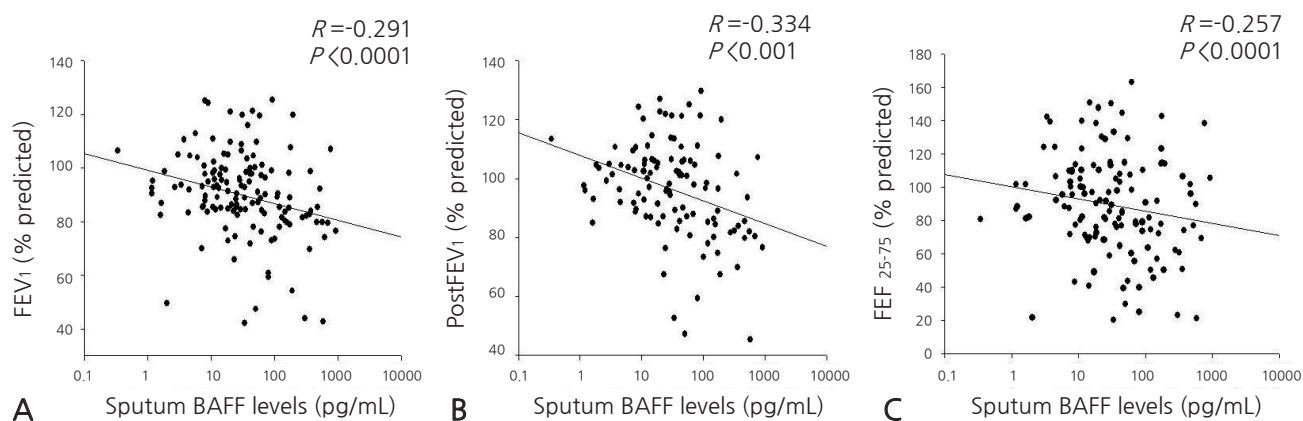 R=-0.291
P<0.0001
140
120
100
80
60
40
FEV1 (% predicted)
0.1 1 10 100 1000 10000
A Sputum BAFF levels (pg/mL)
R=-0.334
P<0.001
140
120
100
80
60
40
PostFEV1 (% predicted)
0.1 1 10 100 1000 10000
B Sputum BAFF levels (pg/mL)
R=-0.257
P<0.0001
180
160
140
120
100
80
60
40
20
0
FEF 25-75 (% predicted)
0.1 1 10 100 1000 10000
C Sputum BAFF levels (pg/mL)